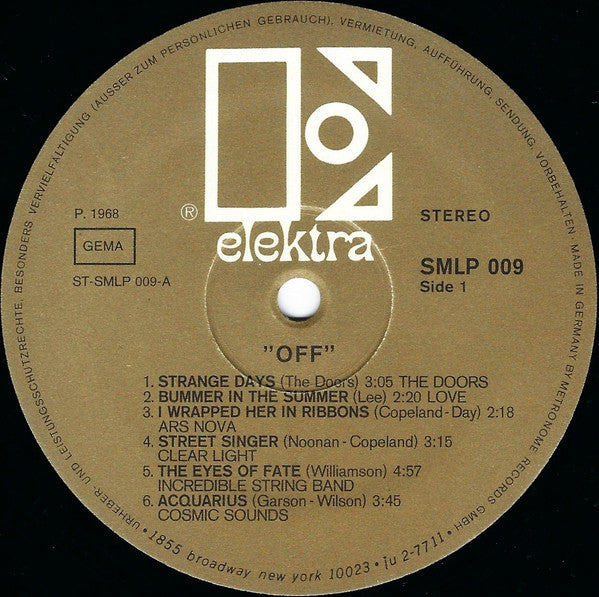 URHEBER- UND LEISTUNGSSCHUTZRECHTE, BESONDERS VERVIELFÄLTIGUNG (AUSSER ZUM PERSÖNLICHEN GEBRAUCH), VERMIETUNG, AUFFÜHRUNG, SENDUNG, VORBEHALTEN. MADE IN GERMANY BY METRONOME RECORDS GMBH
P. 1968
GEMA
ST-SMLP 009-A
®
elektra
STEREO
SMLP 009
Side 1
"OFF"
1. STRANGE DAYS (The Doors) 3:05 THE DOORS
2. BUMMER IN THE SUMMER (Lee) 2:20 LOVE
3. I WRAPPED HER IN RIBBONS (Copeland-Day) 2:18
ARS NOVA
4. STREET SINGER (Noonan-Copeland) 3:15
CLEAR LIGHT
5. THE EYES OF FATE (Williamson) 4:57
INCREDIBLE STRING BAND
6. ACQUARIUS (Garson-Wilson) 3:45
COSMIC SOUNDS
• 1855 broadway new york 10023 • ju 2-7711 •